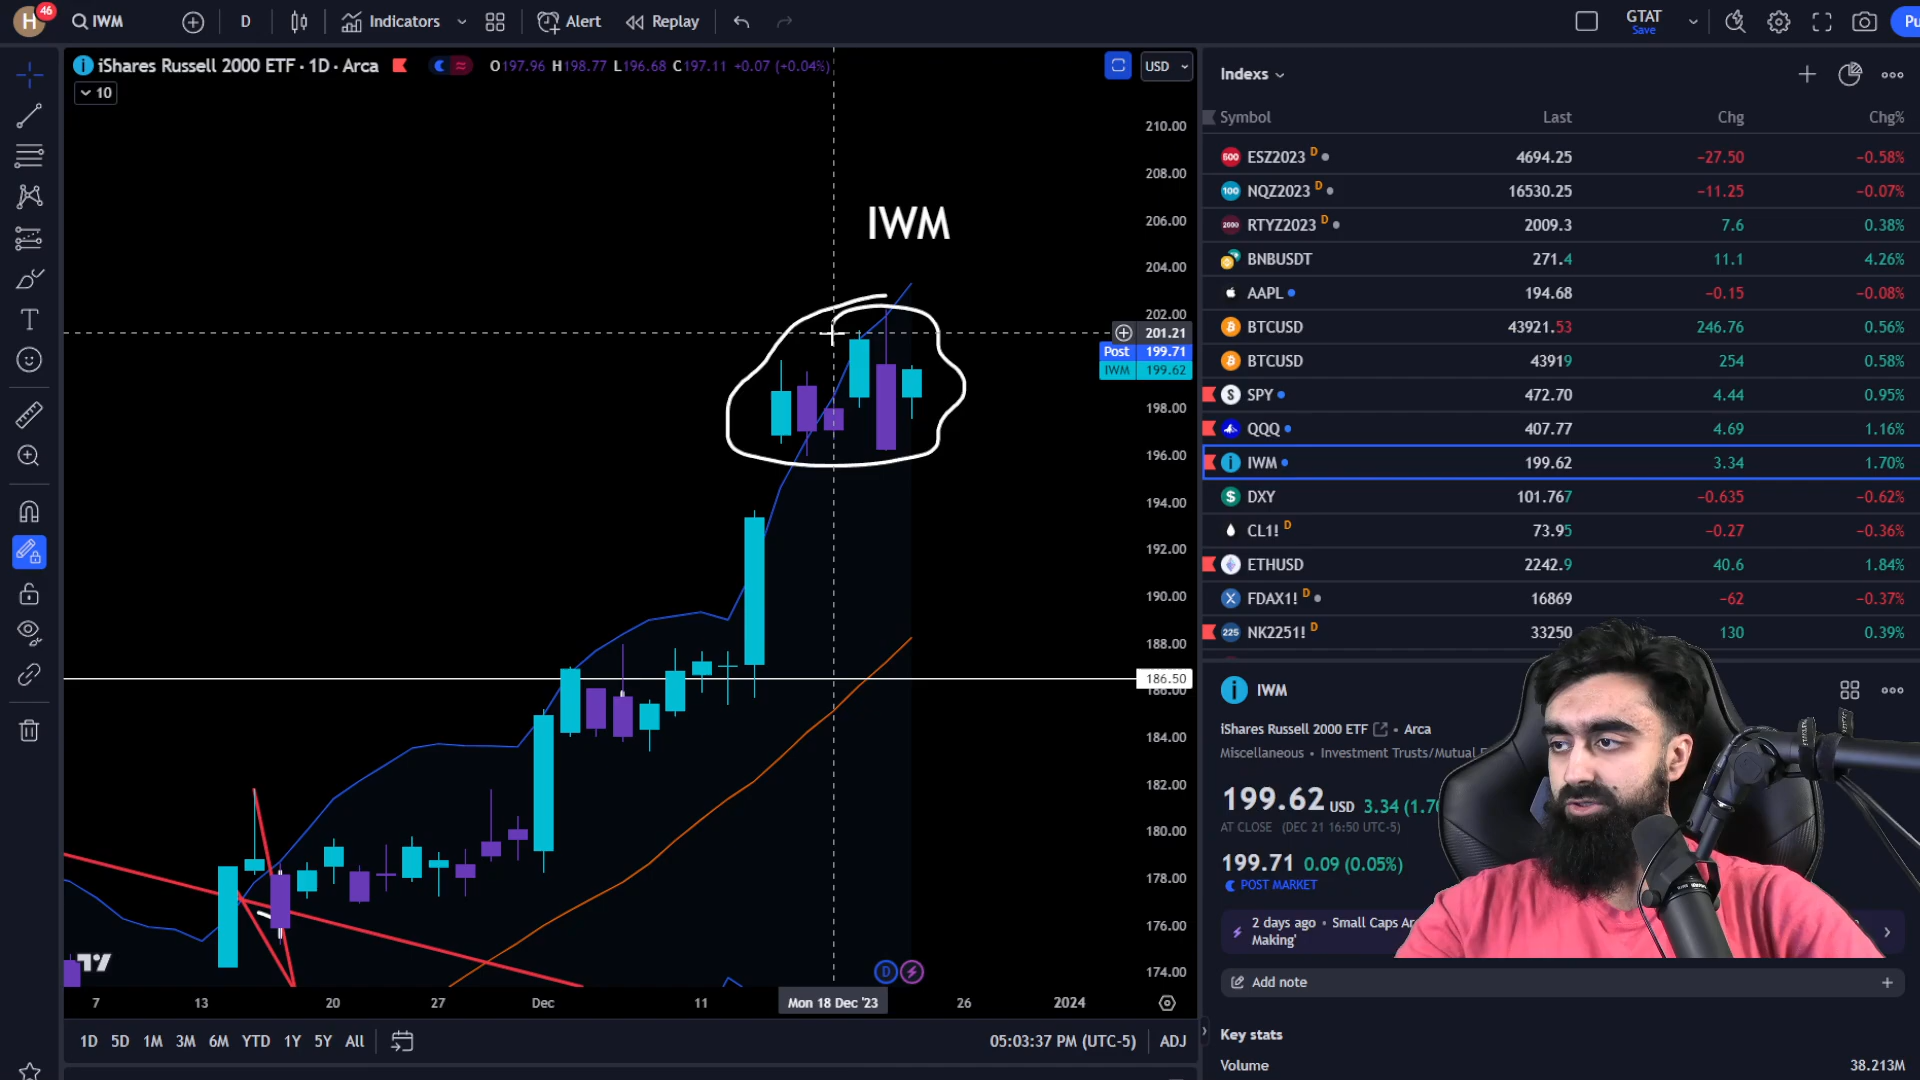 H
46
IWM
D
Indicators
Alert
Replay
GTAT
Save
Pu
iShares Russell 2000 ETF · 1D · Arca
O197.96 H198.77 L196.68 C197.11 +0.07 (+0.04%)
USD
10
IWM
210.00
208.00
206.00
204.00
202.00
201.21
Post 199.71
IWM 199.62
198.00
196.00
194.00
192.00
190.00
188.00
186.50
186.00
184.00
182.00
180.00
178.00
176.00
174.00
D
7
13
20
27
Dec
11
Mon 18 Dec '23
26
2024
1D 5D 1M 3M 6M YTD 1Y 5Y All
05:03:37 PM (UTC-5)
ADJ
Indexs
Symbol Last Chg Chg%
500 ESZ2023 D 4694.25 −27.50 −0.58%
100 NQZ2023 D 16530.25 −11.25 −0.07%
2000 RTYZ2023 D 2009.3 7.6 0.38%
BNBUSDT 271.4 11.1 4.26%
AAPL 194.68 −0.15 −0.08%
BTCUSD 43921.53 246.76 0.56%
BTCUSD 43919 254 0.58%
S SPY 472.70 4.44 0.95%
QQQ 407.77 4.69 1.16%
i IWM 199.62 3.34 1.70%
$ DXY 101.767 −0.635 −0.62%
CL1! D 73.95 −0.27 −0.36%
ETHUSD 2242.9 40.6 1.84%
X FDAX1! D 16869 −62 −0.37%
225 NK2251! D 33250 130 0.39%
i IWM
iShares Russell 2000 ETF • Arca
Miscellaneous • Investment Trusts/Mutual
199.62 USD 3.34 (1.70
AT CLOSE (DEC 21 16:50 UTC-5)
199.71 0.09 (0.05%)
POST MARKET
2 days ago • Small Caps Ar
Making'
Add note
Key stats
Volume 38.213M